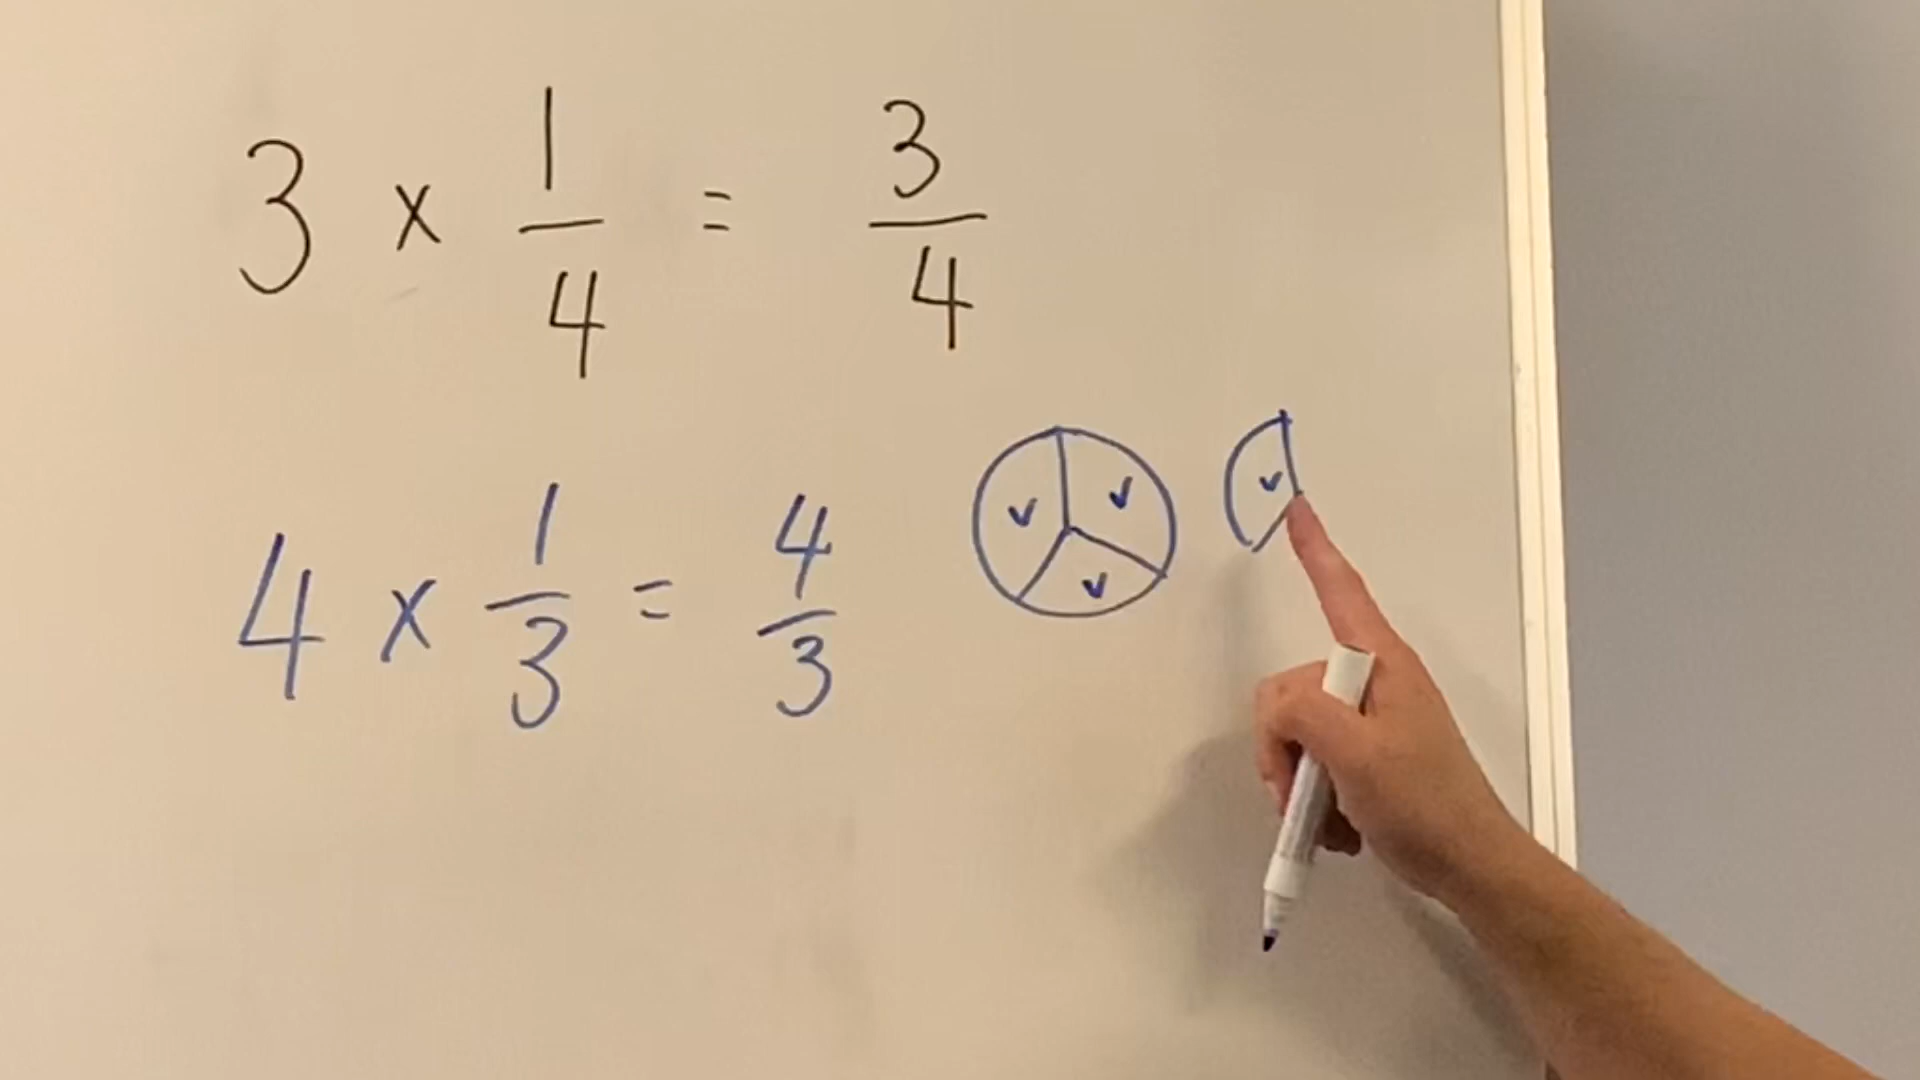 3 x 1/4 = 3/4
4 x 1/3 = 4/3